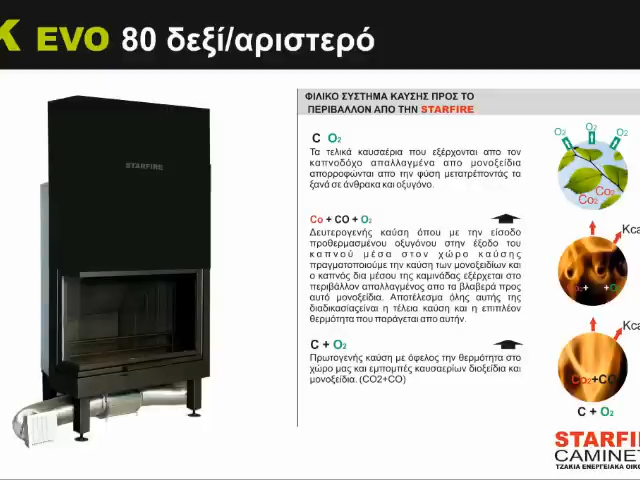 K EVO 80 δεξί/αριστερό
ΦΙΛΙΚΟ ΣΥΣΤΗΜΑ ΚΑΥΣΗΣ ΠΡΟΣ ΤΟ
ΠΕΡΙΒΑΛΛΟΝ ΑΠΟ ΤΗΝ STARFIRE
STARFIRE
C O2
Τα τελικά καυσαέρια που εξέρχονται απο τον
καπνοδόχο απαλλαγμένα απο μονοξείδια
απορροφώνται απο την φύση μετατρέποντάς τα
ξανά σε άνθρακα και οξυγόνο.
O2 O2 O2
Co2
Co2
Co + CO + O2
Δευτερογενής καύση όπου με την είσοδο
προθερμασμένου οξυγόνου στην έξοδο του
καπνού μέσα στον χώρο καύσης
πραγματοποιούμε την καύση των μονοξειδίων και
ο καπνός δια μέσου της καμινάδας εξέρχεται στο
περιβάλλον απαλλαγμένος απο τα βλαβερά προς
αυτό μονοξείδια. Αποτέλεσμα όλης αυτής της
διαδικασίαςείναι η τέλεια καύση και η επιπλέον
θερμότητα που παράγεται απο αυτήν.
Kca
C + O2
Πρωτογενής καύση με όφελος την θερμότητα στο
χώρο μας και εμπομπές καυσαερίων διοξείδια και
μονοξείδια. (CO2+CO)
Kca
CO2+CO
C + O2
STARFI
CAMINET
ΤΖΑΚΙΑ ΕΝΕΡΓΕΙΑΚΑ ΟΙΚΟ